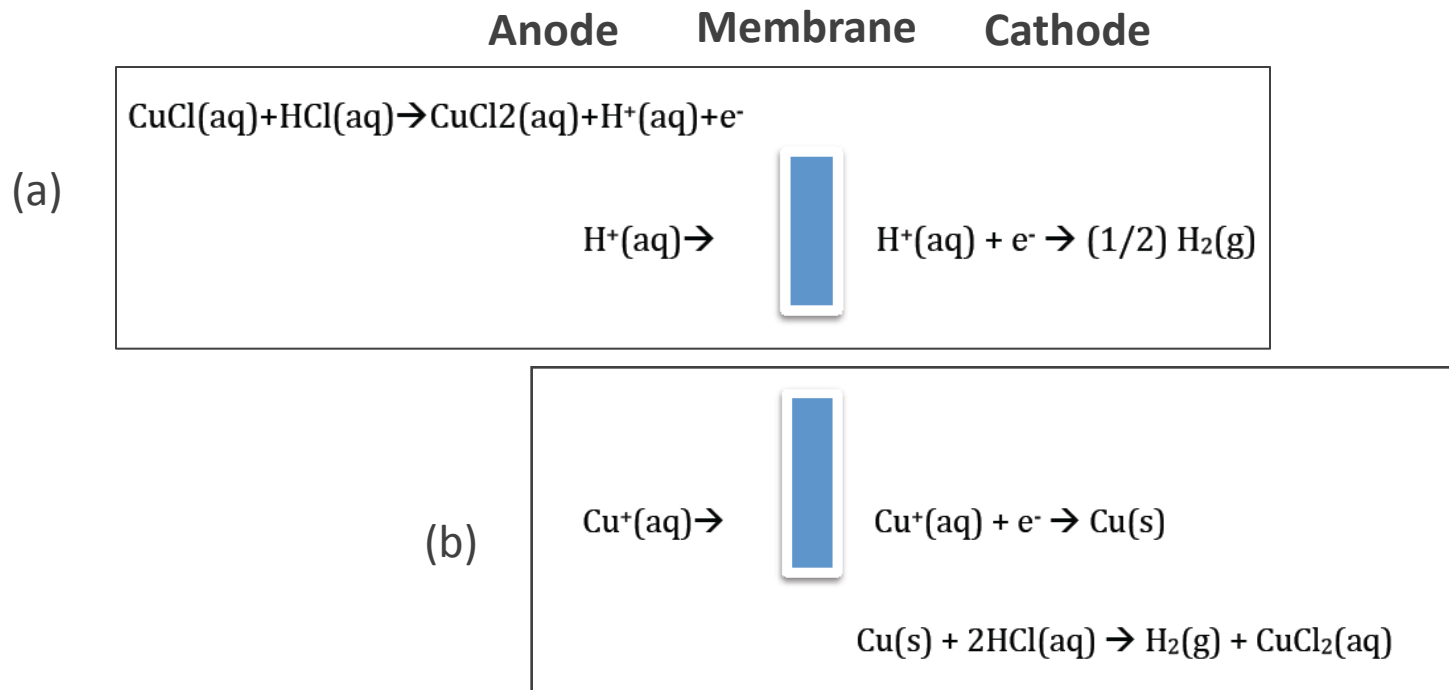 Anode Membrane Cathode
CuCl(aq)+HCl(aq)→CuCl2(aq)+H⁺(aq)+e⁻
(a)
H⁺(aq)→ H⁺(aq) + e⁻ → (1/2) H₂(g)
Cu⁺(aq)→ Cu⁺(aq) + e⁻ → Cu(s)
(b)
Cu(s) + 2HCl(aq) → H₂(g) + CuCl₂(aq)